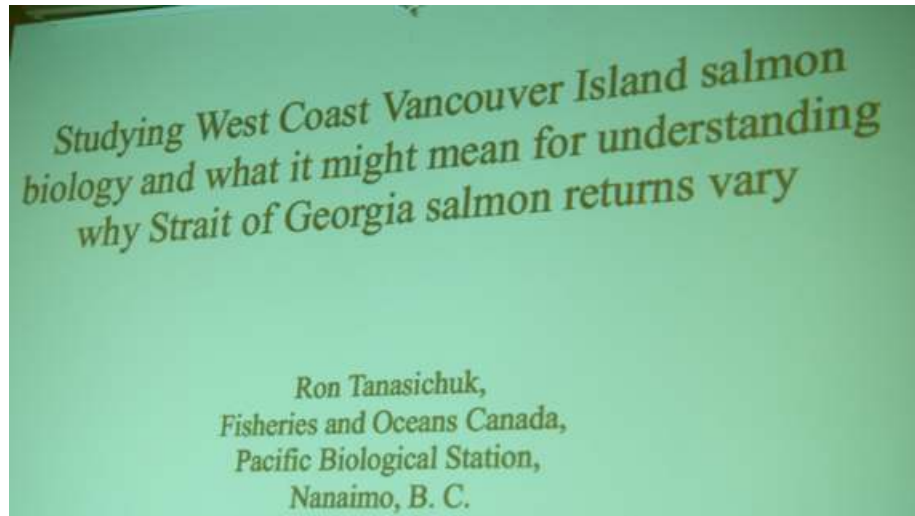 Studying West Coast Vancouver Island salmon
biology and what it might mean for understanding
why Strait of Georgia salmon returns vary
Ron Tanasichuk,
Fisheries and Oceans Canada,
Pacific Biological Station,
Nanaimo, B. C.